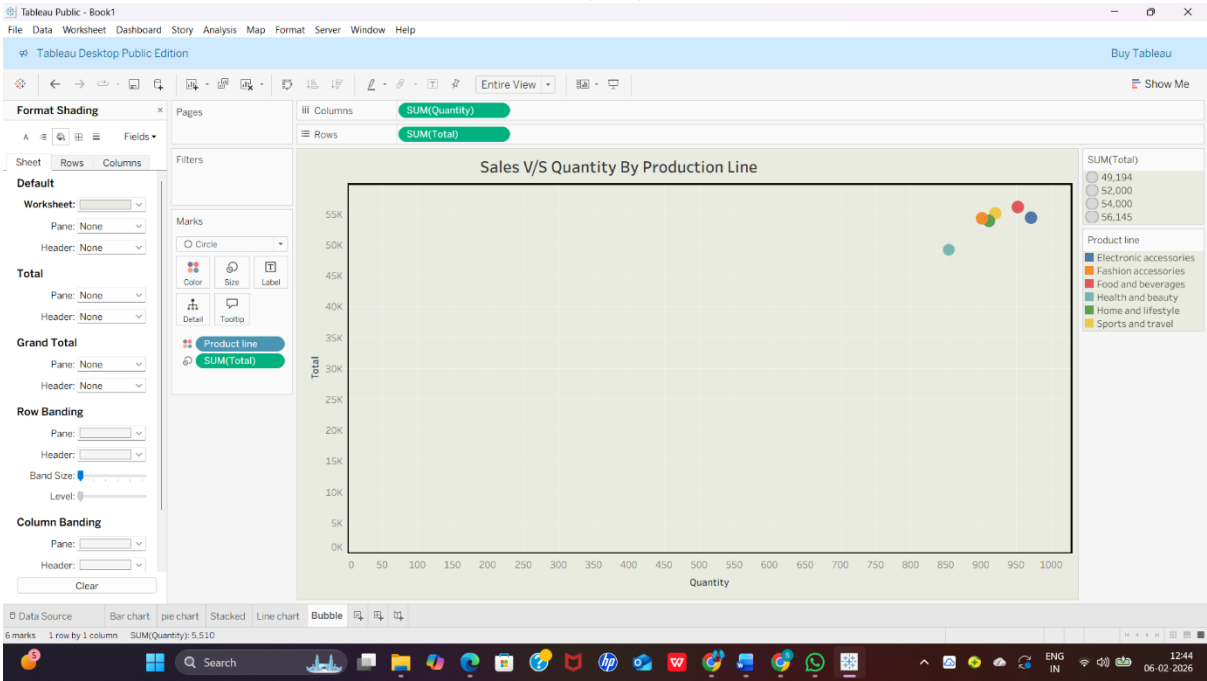 Tableau Public - Book1
File Data Worksheet Dashboard Story Analysis Map Format Server Window Help
Tableau Desktop Public Edition Buy Tableau
Entire View Show Me
Format Shading
Fields
Sheet Rows Columns
Default
Worksheet:
Pane: None
Header: None
Total
Pane: None
Header: None
Grand Total
Pane: None
Header: None
Row Banding
Pane:
Header:
Band Size:
Level:
Column Banding
Pane:
Header:
Clear
Pages
Filters
Marks
Circle
Color Size Label
Detail Tooltip
Product line
SUM(Total)
Columns SUM(Quantity)
Rows SUM(Total)
Sales V/S Quantity By Production Line
Total
55K
50K
45K
40K
35K
30K
25K
20K
15K
10K
5K
0K
0 50 100 150 200 250 300 350 400 450 500 550 600 650 700 750 800 850 900 950 1000
Quantity
SUM(Total)
49,194
52,000
54,000
56,145
Product line
Electronic accessories
Fashion accessories
Food and beverages
Health and beauty
Home and lifestyle
Sports and travel
Data Source Bar chart pie chart Stacked Line chart Bubble
6 marks 1 row by 1 column SUM(Quantity): 5,510
5 Search hp W S S ENG 12:44
IN 06-02-2026